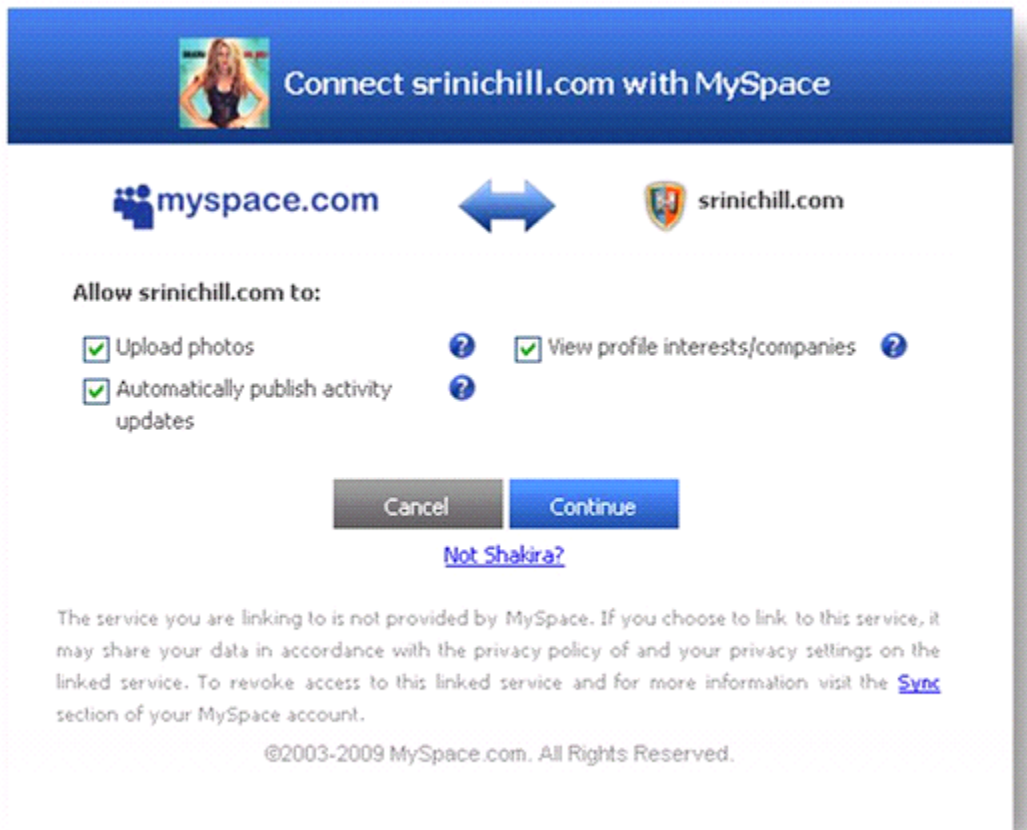 Connect srinichill.com with MySpace
myspace.com
srinichill.com
Allow srinichill.com to:
Upload photos ? View profile interests/companies ?
Automatically publish activity ?
updates
Cancel Continue
Not Shakira?
The service you are linking to is not provided by MySpace. If you choose to link to this service, it
may share your data in accordance with the privacy policy of and your privacy settings on the
linked service. To revoke access to this linked service and for more information visit the Sync
section of your MySpace account.
©2003-2009 MySpace.com. All Rights Reserved.